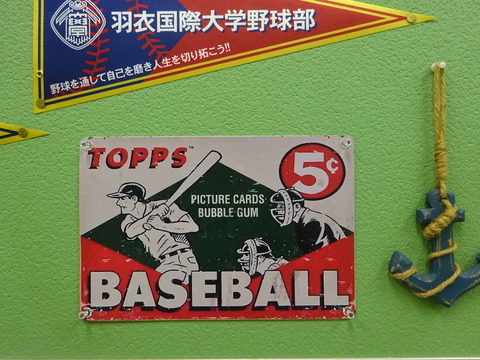 羽衣国際大学野球部
野球を通して自己を磨き人生を切り拓こう!!
TOPPS™
5¢
PICTURE CARDS
BUBBLE GUM
BASEBALL